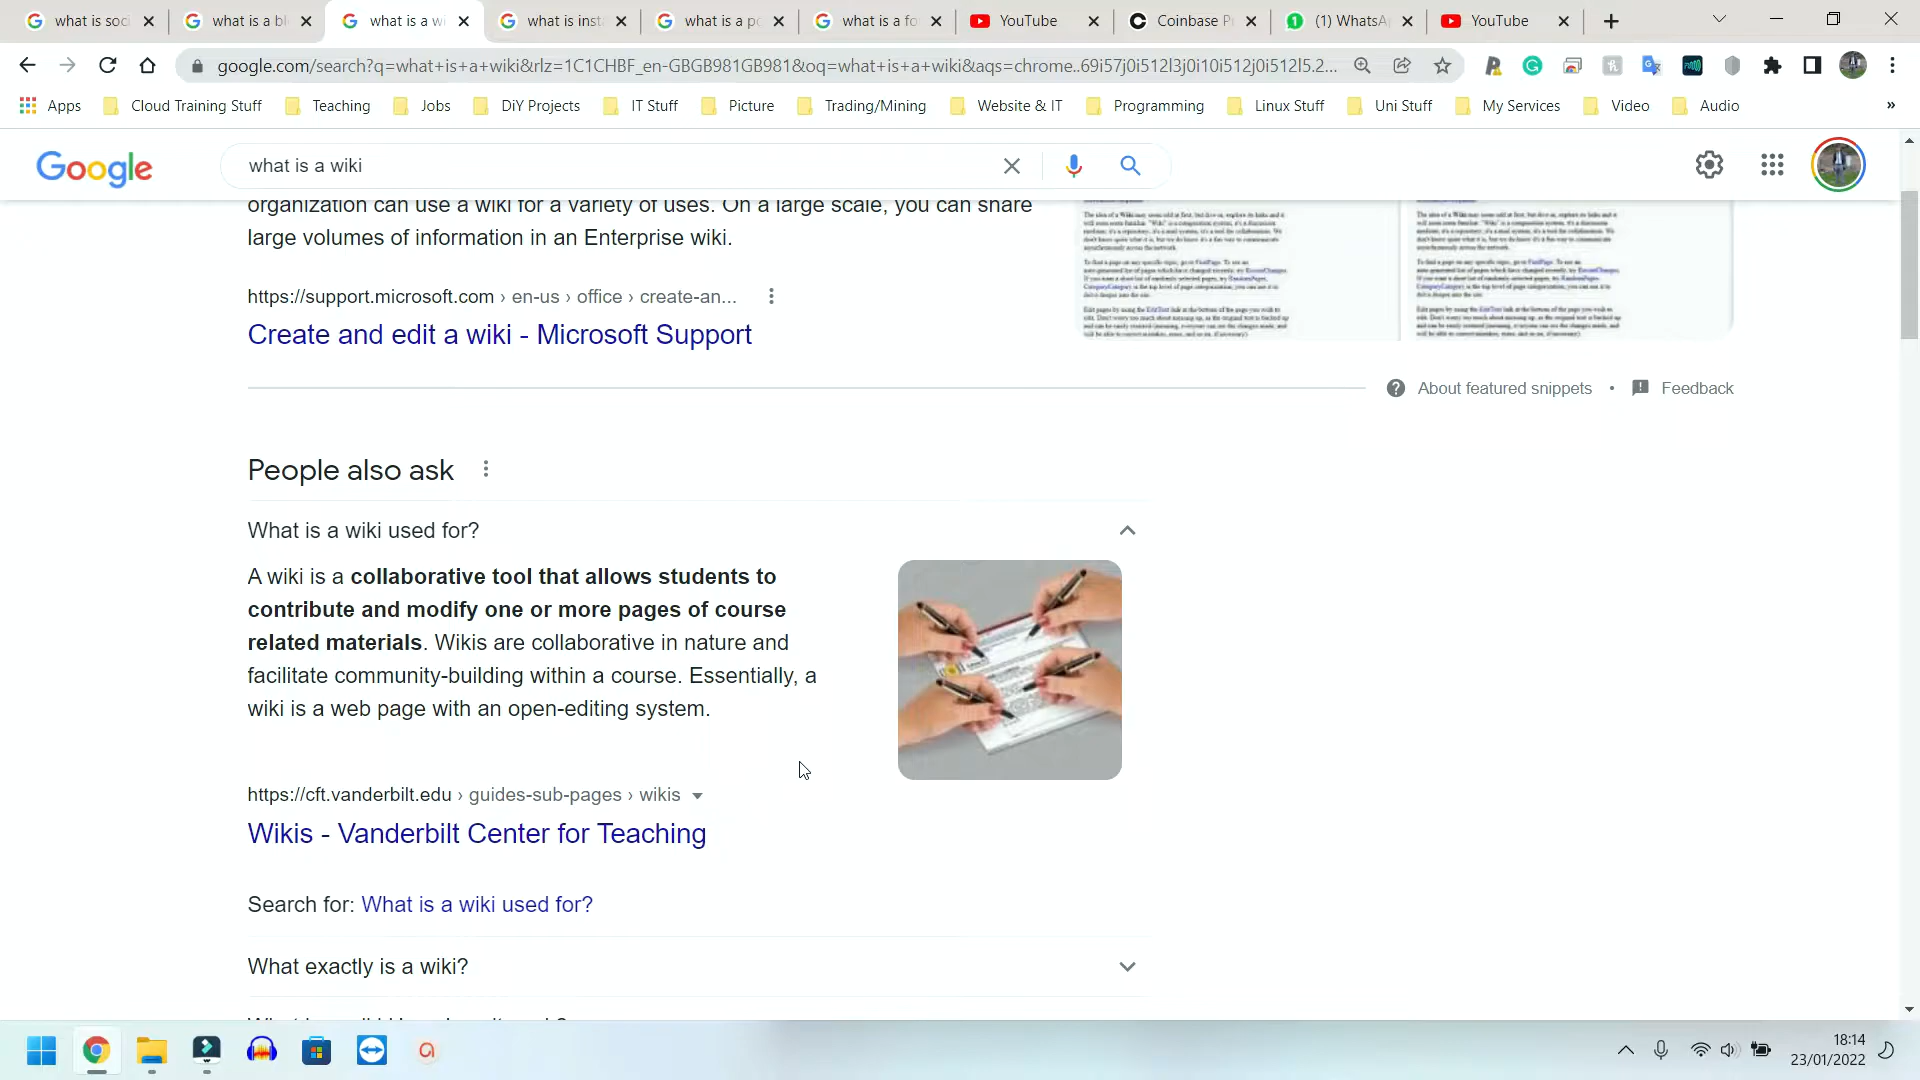 what is soc
what is a bl
what is a wi
what is inst
what is a po
what is a fo
YouTube
Coinbase P
(1) WhatsA
YouTube
google.com/search?q=what+is+a+wiki&rlz=1C1CHBF_en-GBGB981GB981&oq=what+is+a+wiki&aqs=chrome..69i57j0i512l3j0i10i512j0i512l5.2...
Apps
Cloud Training Stuff
Teaching
Jobs
DiY Projects
IT Stuff
Picture
Trading/Mining
Website & IT
Programming
Linux Stuff
Uni Stuff
My Services
Video
Audio
»
Google
what is a wiki
organization can use a wiki for a variety of uses. On a large scale, you can share
large volumes of information in an Enterprise wiki.
https://support.microsoft.com › en-us › office › create-an...
Create and edit a wiki - Microsoft Support
About featured snippets • Feedback
People also ask
What is a wiki used for?
A wiki is a collaborative tool that allows students to
contribute and modify one or more pages of course
related materials. Wikis are collaborative in nature and
facilitate community-building within a course. Essentially, a
wiki is a web page with an open-editing system.
https://cft.vanderbilt.edu › guides-sub-pages › wikis
Wikis - Vanderbilt Center for Teaching
Search for: What is a wiki used for?
What exactly is a wiki?
18:14
23/01/2022